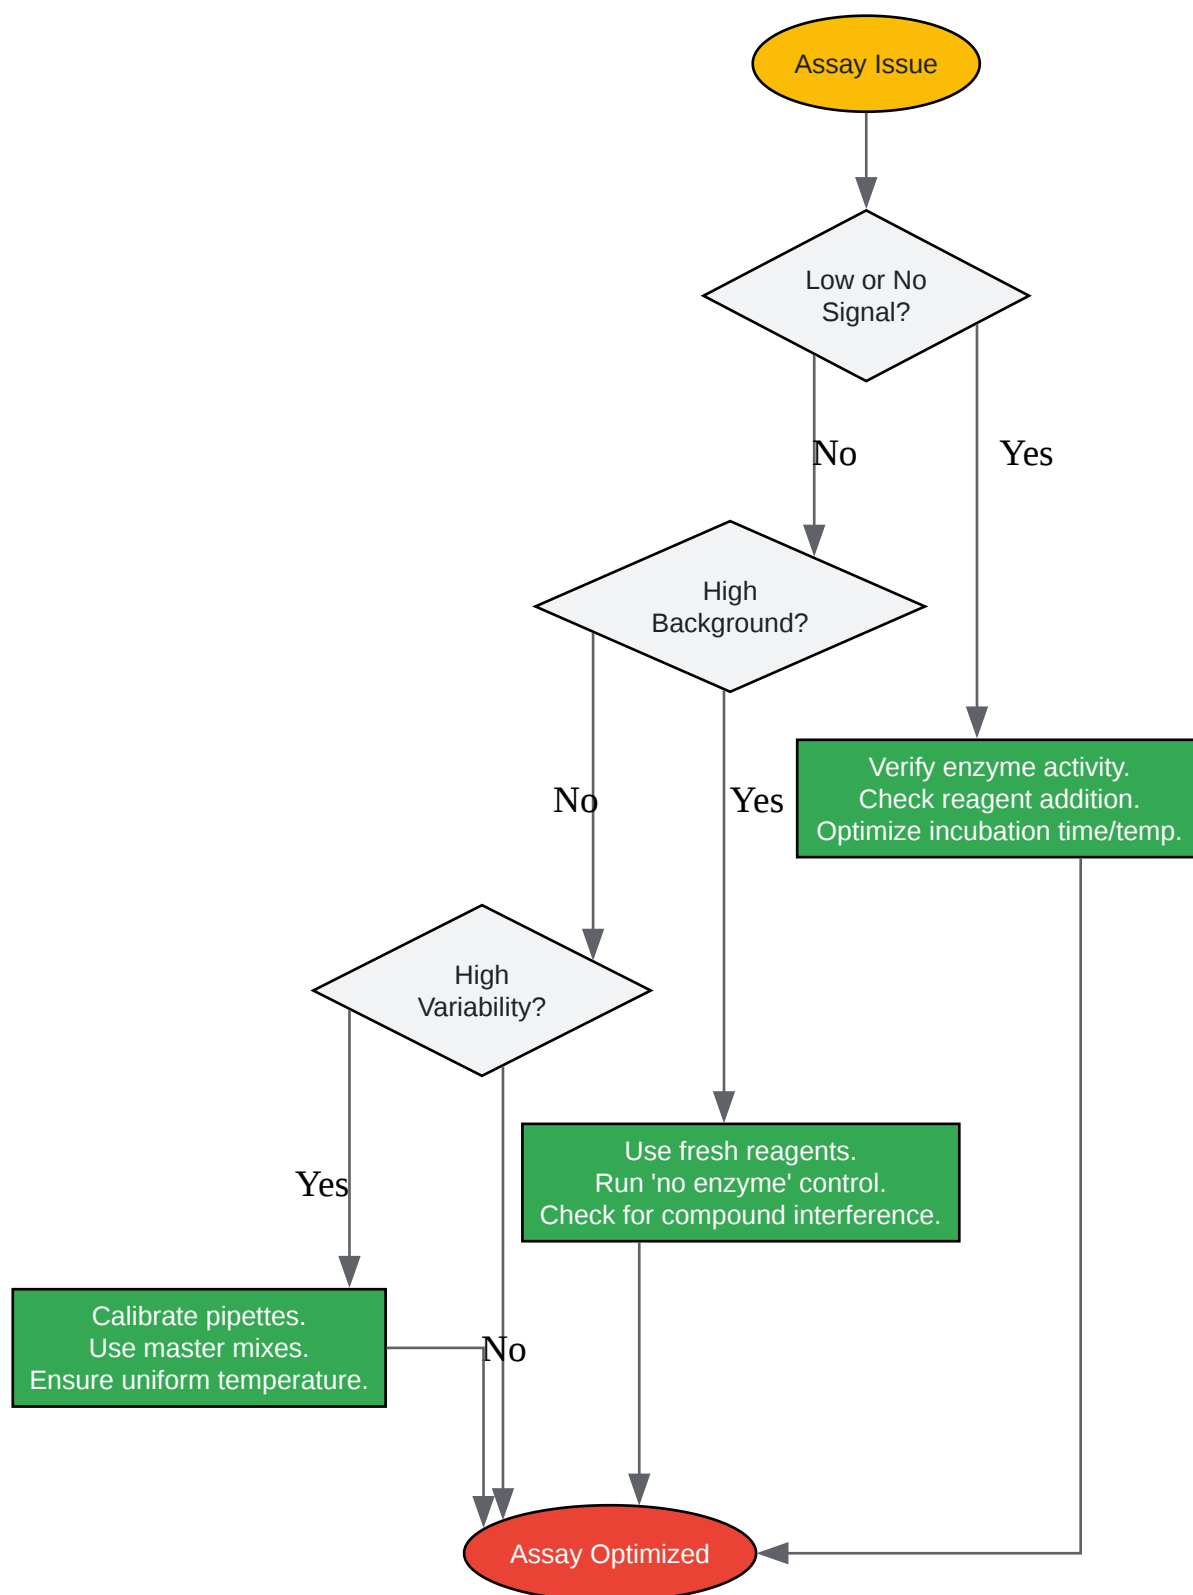 Assay Issue
Low or No
Signal?
No
Yes
High
Background?
Verify enzyme activity.
Check reagent addition.
Optimize incubation time/temp.
No
Yes
High
Variability?
Use fresh reagents.
Run 'no enzyme' control.
Check for compound interference.
Yes
Calibrate pipettes.
Use master mixes.
Ensure uniform temperature.
No
Assay Optimized